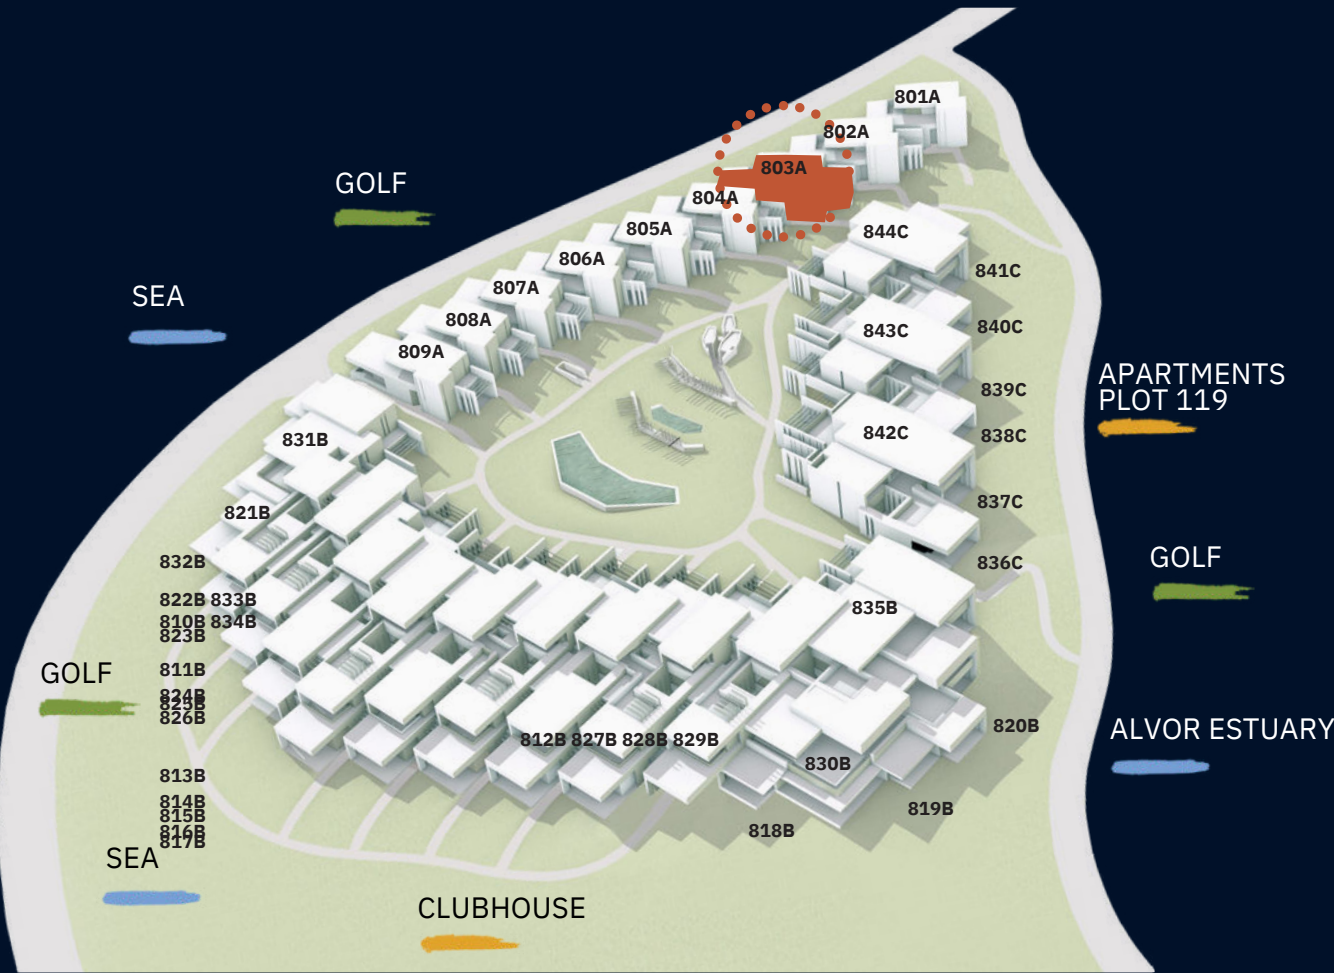 801A
802A
803A
GOLF
804A
805A
844C
806A
841C
807A
SEA
808A
843C
840C
809A
APARTMENTS
PLOT 119
839C
831B
842C
838C
821B
837C
832B
GOLF
836C
822B 833B
835B
810B 834B
823B
811B
GOLF
824B
825B
826B
812B 827B 828B 829B
820B
ALVOR ESTUARY
830B
813B
814B
819B
815B
818B
816B
817B
SEA
CLUBHOUSE